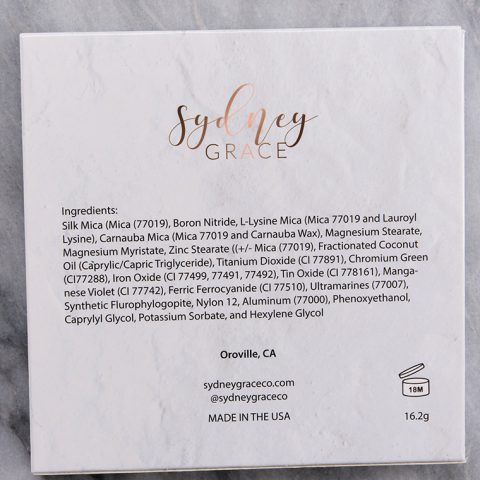 Sydney
GRACE
Ingredients:
Silk Mica (Mica (77019), Boron Nitride, L-Lysine Mica (Mica 77019 and Lauroyl
Lysine), Carnauba Mica (Mica 77019 and Carnauba Wax), Magnesium Stearate,
Magnesium Myristate, Zinc Stearate ((+/- Mica (77019), Fractionated Coconut
Oil (Caprylic/Capric Triglyceride), Titanium Dioxide (CI 77891), Chromium Green
(CI77288), Iron Oxide (CI 77499, 77491, 77492), Tin Oxide (CI 778161), Manga-
nese Violet (CI 77742), Ferric Ferrocyanide (CI 77510), Ultramarines (77007),
Synthetic Flurophylogopite, Nylon 12, Aluminum (77000), Phenoxyethanol,
Caprylyl Glycol, Potassium Sorbate, and Hexylene Glycol
Oroville, CA
sydneygraceco.com
@sydneygraceco
MADE IN THE USA
18M
16.2g